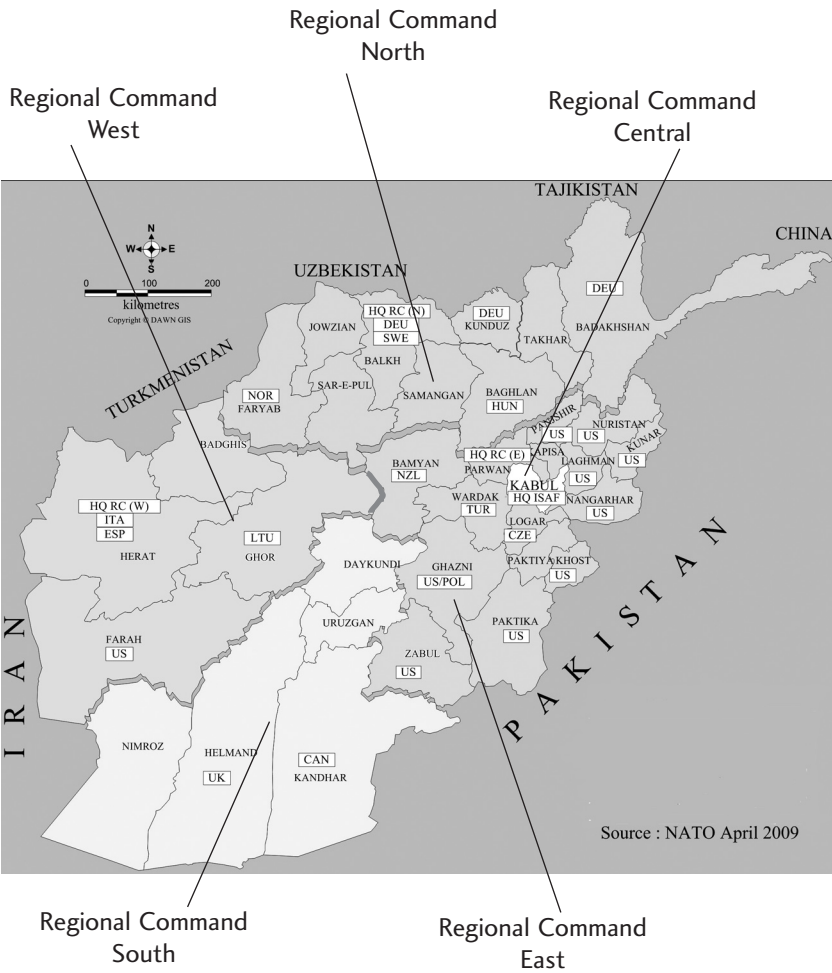 Regional Command
North
Regional Command
West
Regional Command
Central
TAJIKISTAN
CHINA
N
W E
S
UZBEKISTAN
0 100 200
kilometres
Copyright © DAWN GIS
TURKMENISTAN
HQ RC (N)
DEU
SWE
BALKH
JOWZIAN
DEU
KUNDUZ
TAKHAR
DEU
BADAKHSHAN
SAR-E-PUL
SAMANGAN
NOR
FARYAB
BAGHLAN
HUN
BADGHIS
PANJSHIR
US
NURISTAN
US
KUNAR
US
KAPISA
LAGHMAN
US
HQ RC (E)
PARWAN
BAMYAN
NZL
KABUL
HQ ISAF
WARDAK
TUR
NANGARHAR
US
HQ RC (W)
ITA
ESP
HERAT
LTU
GHOR
LOGAR
CZE
DAYKUNDI
GHAZNI
US/POL
PAKTIYA
KHOST
US
URUZGAN
PAKTIKA
US
FARAH
US
ZABUL
US
IRAN
PAKISTAN
NIMROZ
HELMAND
UK
CAN
KANDHAR
Source : NATO April 2009
Regional Command
South
Regional Command
East